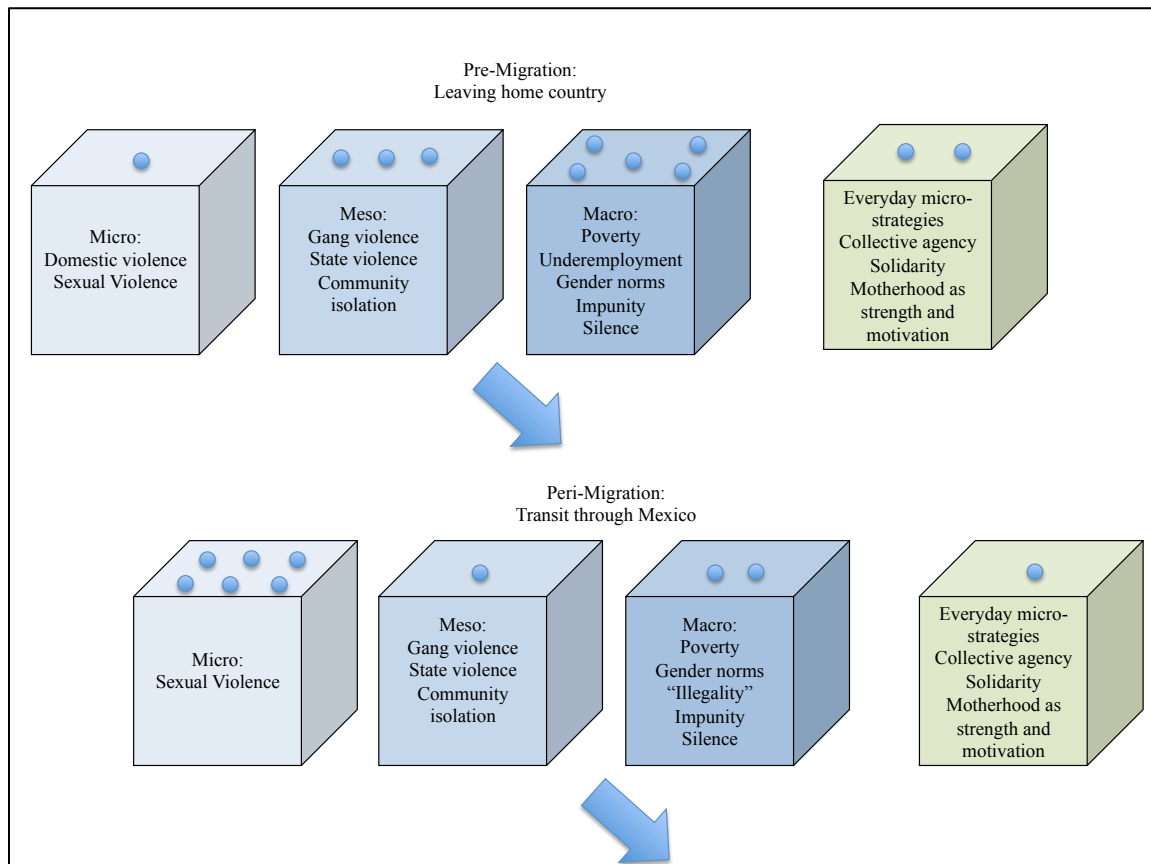 Pre-Migration:
Leaving home country
Micro:
Domestic violence
Sexual Violence
Meso:
Gang violence
State violence
Community
isolation
Macro:
Poverty
Underemployment
Gender norms
Impunity
Silence
Everyday micro-
strategies
Collective agency
Solidarity
Motherhood as
strength and
motivation
Peri-Migration:
Transit through Mexico
Micro:
Sexual Violence
Meso:
Gang violence
State violence
Community
isolation
Macro:
Poverty
Gender norms
“Illegality”
Impunity
Silence
Everyday micro-
strategies
Collective agency
Solidarity
Motherhood as
strength and
motivation